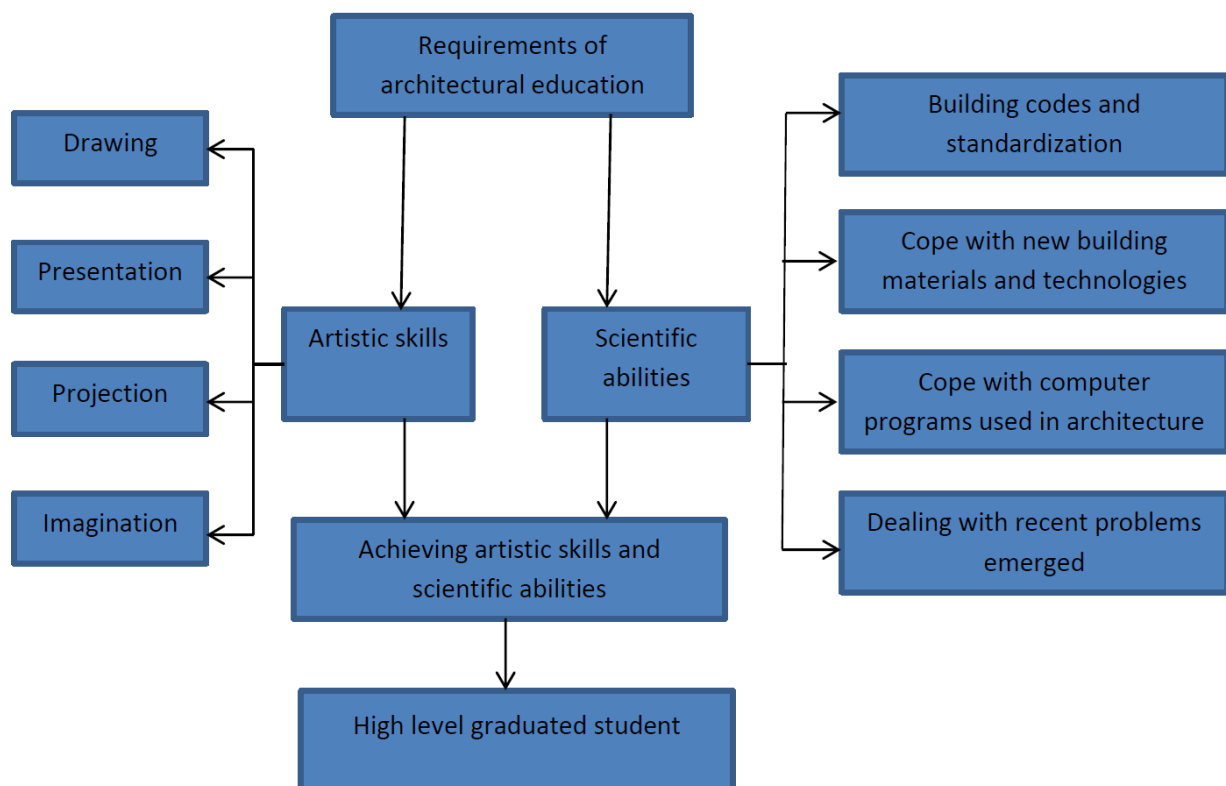 Requirements of
architectural education
Drawing
Presentation
Projection
Imagination
Artistic skills
Scientific
abilities
Building codes and
standardization
Cope with new building
materials and technologies
Cope with computer
programs used in architecture
Dealing with recent problems
emerged
Achieving artistic skills and
scientific abilities
High level graduated student